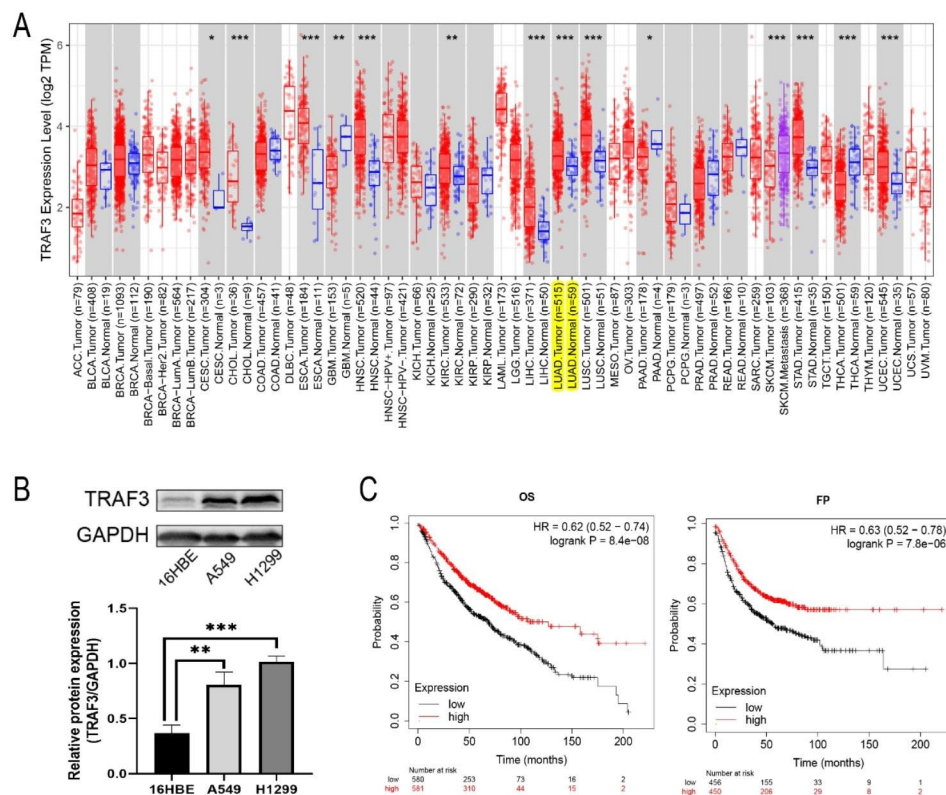 A
* *** *** ** *** ** *** *** *** * *** *** *** ***
TRAF3 Expression Level (log2 TPM)
6
4
2
ACC.Tumor (n=79)
BLCA.Tumor (n=408)
BLCA.Normal (n=19)
BRCA.Tumor (n=1093)
BRCA.Normal (n=112)
BRCA-Basal.Tumor (n=190)
BRCA-Her2.Tumor (n=82)
BRCA-LumA.Tumor (n=564)
BRCA-LumB.Tumor (n=217)
CESC.Tumor (n=304)
CESC.Normal (n=3)
CHOL.Tumor (n=36)
CHOL.Normal (n=9)
COAD.Tumor (n=457)
COAD.Normal (n=41)
DLBC.Tumor (n=48)
ESCA.Tumor (n=184)
ESCA.Normal (n=11)
GBM.Tumor (n=153)
GBM.Normal (n=5)
HNSC.Tumor (n=520)
HNSC.Normal (n=44)
HNSC-HPV+.Tumor (n=97)
HNSC-HPV-.Tumor (n=421)
KICH.Tumor (n=66)
KICH.Normal (n=25)
KIRC.Tumor (n=533)
KIRC.Normal (n=72)
KIRP.Tumor (n=290)
KIRP.Normal (n=32)
LAML.Tumor (n=173)
LGG.Tumor (n=516)
LIHC.Tumor (n=371)
LIHC.Normal (n=50)
LUAD.Tumor (n=515)
LUAD.Normal (n=59)
LUSC.Tumor (n=501)
LUSC.Normal (n=51)
MESO.Tumor (n=87)
OV.Tumor (n=303)
PAAD.Tumor (n=178)
PAAD.Normal (n=4)
PCPG.Tumor (n=179)
PCPG.Normal (n=3)
PRAD.Tumor (n=497)
PRAD.Normal (n=52)
READ.Tumor (n=166)
READ.Normal (n=10)
SARC.Tumor (n=259)
SKCM.Tumor (n=103)
SKCM.Metastasis (n=368)
STAD.Tumor (n=415)
STAD.Normal (n=35)
TGCT.Tumor (n=150)
THCA.Tumor (n=501)
THCA.Normal (n=59)
THYM.Tumor (n=120)
UCEC.Tumor (n=545)
UCEC.Normal (n=35)
UCS.Tumor (n=57)
UVM.Tumor (n=80)
B
TRAF3
GAPDH
16HBE A549 H1299
Relative protein expression
(TRAF3/GAPDH)
1.5
1.0
0.5
0.0
***
**
16HBE A549 H1299
C
OS
HR = 0.62 (0.52 − 0.74)
logrank P = 8.4e−08
Probability
1.0
0.8
0.6
0.4
0.2
0.0
Expression
low
high
0 50 100 150 200
Time (months)
Number at risk
low 580 253 73 16 2
high 581 310 44 15 2
FP
HR = 0.63 (0.52 − 0.78)
logrank P = 7.8e−06
Probability
1.0
0.8
0.6
0.4
0.2
0.0
Expression
low
high
0 50 100 150 200
Time (months)
Number at risk
low 456 155 33 9 1
high 450 206 29 8 2